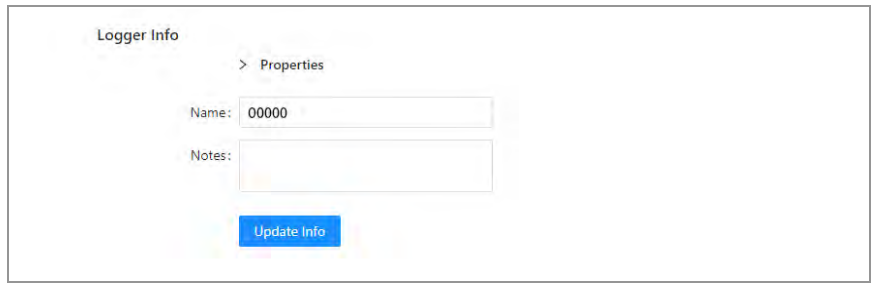 Logger Info
> Properties
Name: 00000
Notes:
Update Info